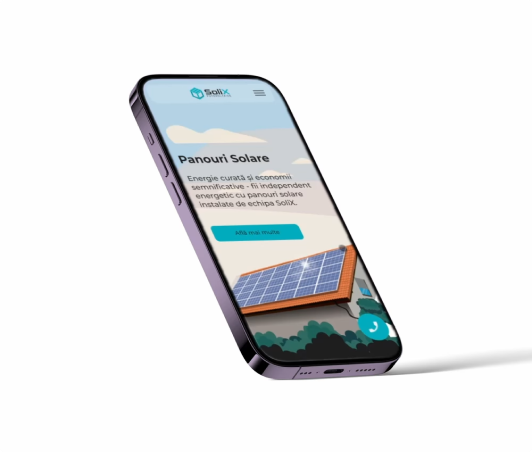 SoliX
Panouri Solare
Energie curată și economii
semnificative - fii independent
energetic cu panouri solare
instalate de echipa SoliX.
Află mai multe